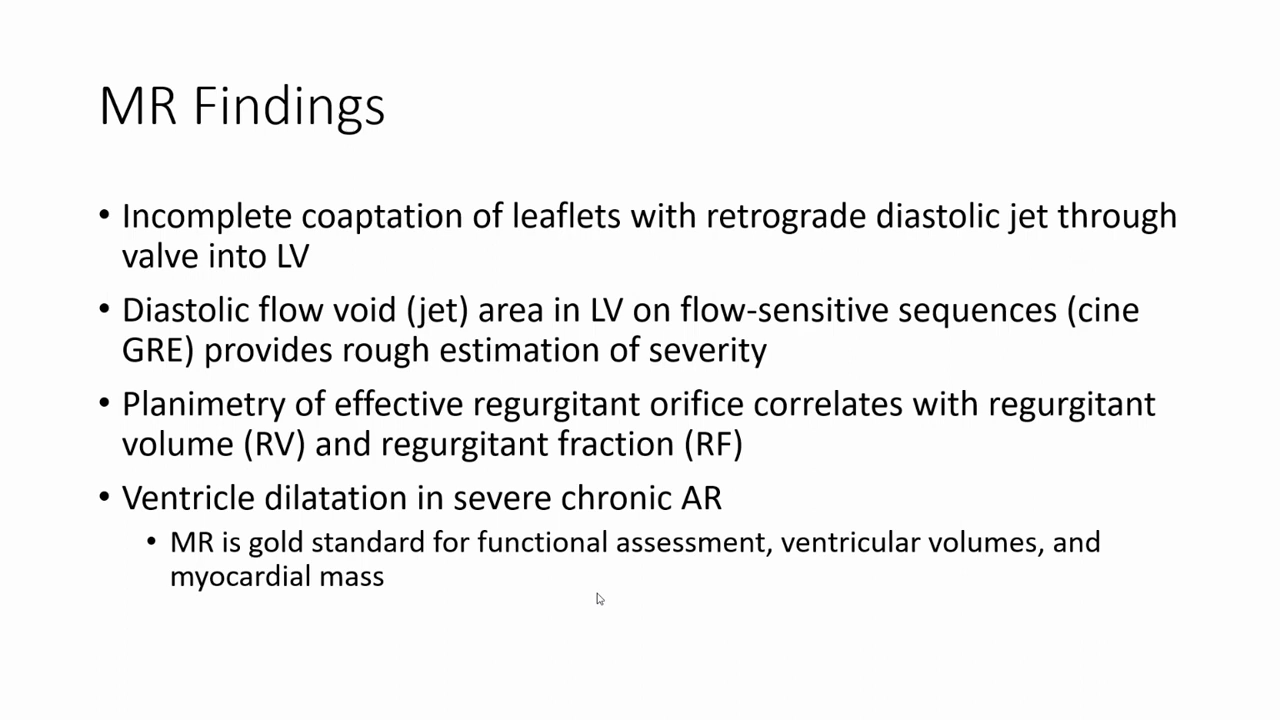 MR Findings
• Incomplete coaptation of leaflets with retrograde diastolic jet through
valve into LV
• Diastolic flow void (jet) area in LV on flow-sensitive sequences (cine
GRE) provides rough estimation of severity
• Planimetry of effective regurgitant orifice correlates with regurgitant
volume (RV) and regurgitant fraction (RF)
• Ventricle dilatation in severe chronic AR
• MR is gold standard for functional assessment, ventricular volumes, and
myocardial mass